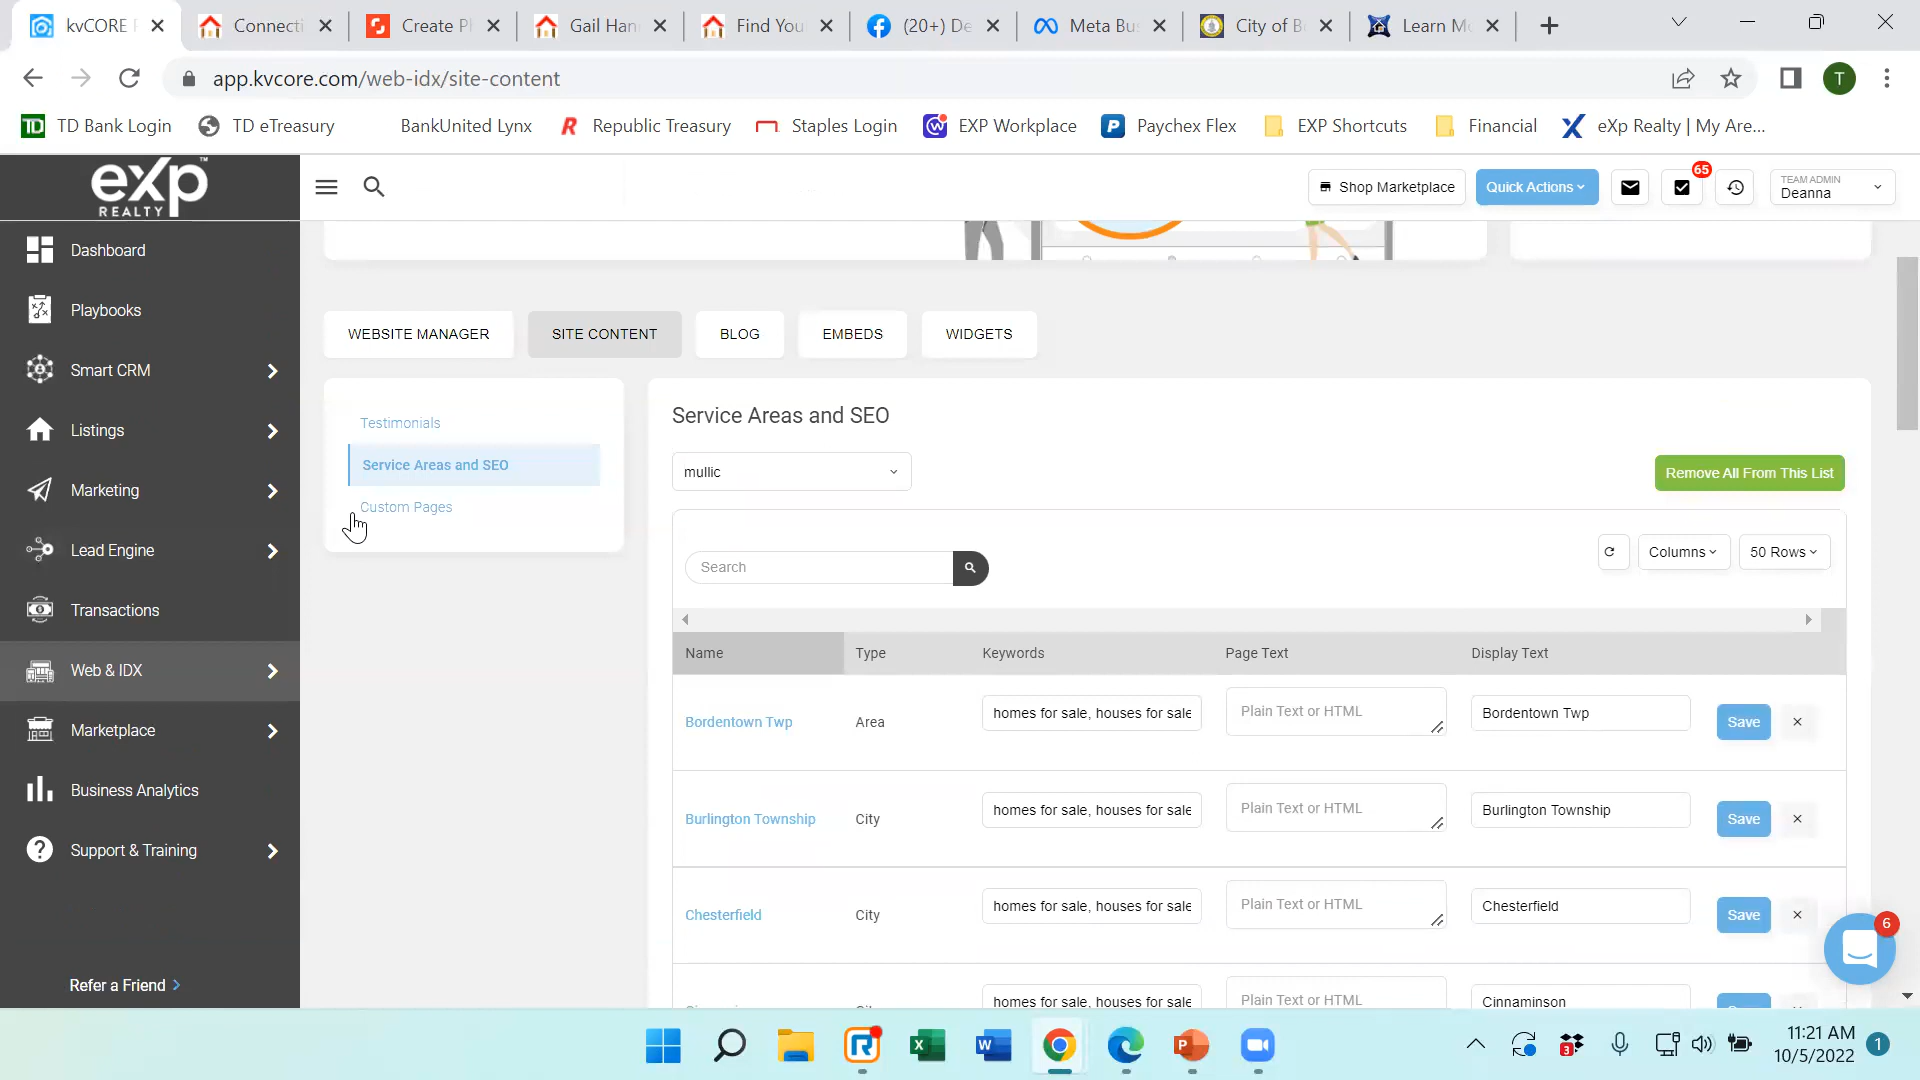 kvCORE
Connecti
Create Pl
Gail Han
Find You
(20+) De
Meta Bus
City of B
Learn Mo
app.kvcore.com/web-idx/site-content
T
TD Bank Login
TD eTreasury
BankUnited Lynx
Republic Treasury
Staples Login
EXP Workplace
Paychex Flex
EXP Shortcuts
Financial
eXp Realty | My Are...
eXp™
REALTY
Shop Marketplace
Quick Actions
65
TEAM ADMIN
Deanna
Dashboard
Playbooks
Smart CRM
Listings
Marketing
Lead Engine
Transactions
Web & IDX
Marketplace
Business Analytics
Support & Training
Refer a Friend
WEBSITE MANAGER
SITE CONTENT
BLOG
EMBEDS
WIDGETS
Testimonials
Service Areas and SEO
Custom Pages
Service Areas and SEO
mullic
Remove All From This List
Search
Columns
50 Rows
Name Type Keywords Page Text Display Text
Bordentown Twp Area homes for sale, houses for sale Plain Text or HTML Bordentown Twp Save ×
Burlington Township City homes for sale, houses for sale Plain Text or HTML Burlington Township Save ×
Chesterfield City homes for sale, houses for sale Plain Text or HTML Chesterfield Save ×
homes for sale, houses for sale Plain Text or HTML Cinnaminson
6
3
11:21 AM
10/5/2022
1